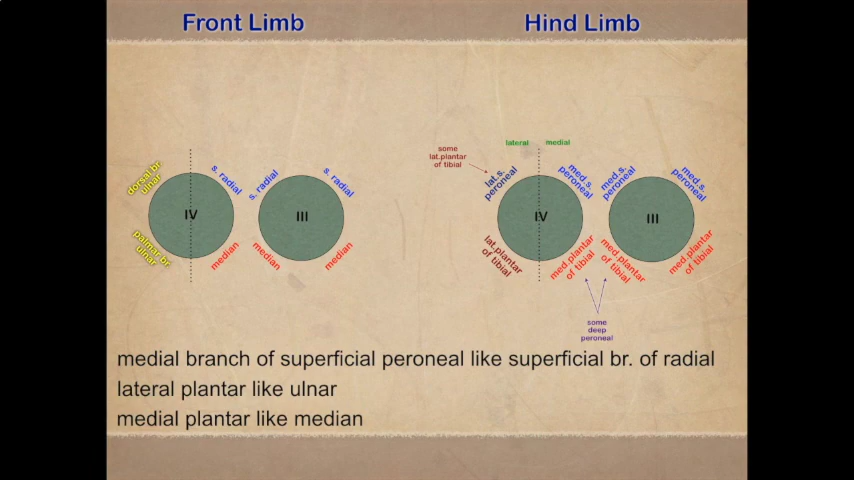 Front Limb
Hind Limb
dorsal br.
ulnar
s. radial
s. radial
s. radial
IV
III
palmar br.
ulnar
median
median
median
some
lat.plantar
of tibial
lateral
medial
lat.s.
peroneal
med.s.
peroneal
med.s.
peroneal
med.s.
peroneal
IV
III
lat.plantar
of tibial
med.plantar
of tibial
med.plantar
of tibial
med.plantar
of tibial
some
deep
peroneal
medial branch of superficial peroneal like superficial br. of radial
lateral plantar like ulnar
medial plantar like median